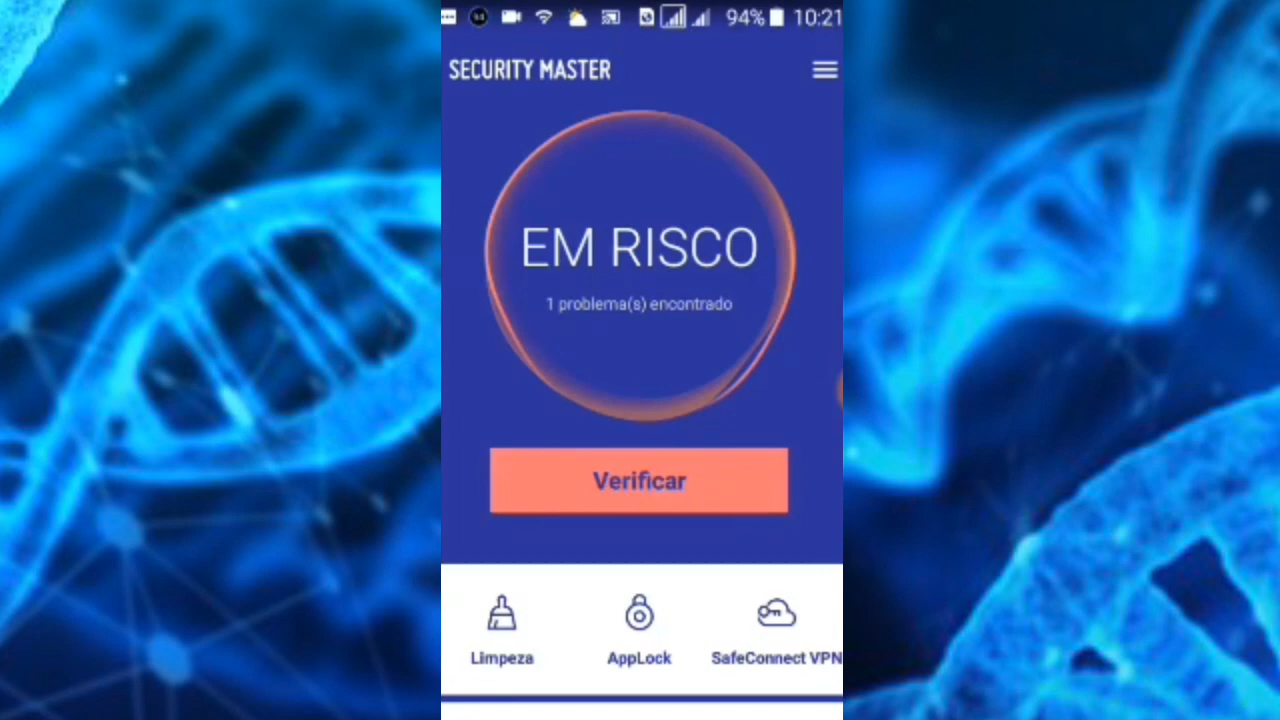 94% 10:21
SECURITY MASTER
EM RISCO
1 problema(s) encontrado
Verificar
Limpeza AppLock SafeConnect VPN